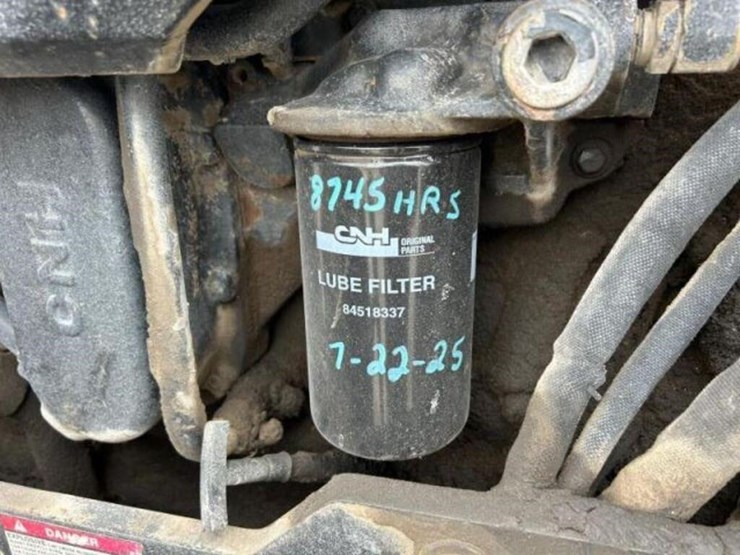 8745 HRS
CNH
ORIGINAL
PARTS
LUBE FILTER
84518337
7-22-25
CNH
DANGER